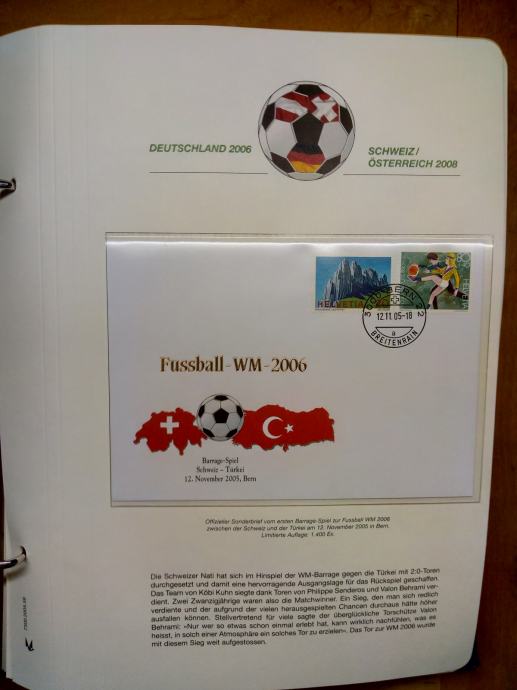 DEUTSCHLAND 2006
SCHWEIZ/
ÖSTERREICH 2008
HELVETIA
HELVETIA
3000 BERN 22
12.11.05-18
a
BREITENRAIN
Fussball-WM-2006
Barrage-Spiel
Schweiz – Türkei
12. November 2005, Bern
Offizieller Sonderbrief vom ersten Barrage-Spiel zur Fussball WM 2006
zwischen der Schweiz und der Türkei am 12. November 2005 in Bern.
Limitierte Auflage: 1.400 Ex.
Die Schweizer Nati hat sich im Hinspiel der WM-Barrage gegen die Türkei mit 2:0-Toren
durchgesetzt und damit eine hervorragende Ausgangslage für das Rückspiel geschaffen.
Das Team von Köbi Kuhn siegte dank Toren von Philippe Senderos und Valon Behrami ver-
dient. Zwei Zwanzigjährige waren also die Matchwinner. Ein Sieg, den man sich redlich
verdiente und der aufgrund der vielen herausgespielten Chancen durchaus hätte höher
ausfallen können. Stellvertretend für viele sagte der überglückliche Torschütze Valon
Behrami: «Nur wer so etwas schon einmal erlebt hat, kann wirklich nachfühlen, was es
heisst, in solch einer Atmosphäre ein solches Tor zu erzielen». Das Tor zur WM 2006 wurde
mit diesem Sieg weit aufgestossen.